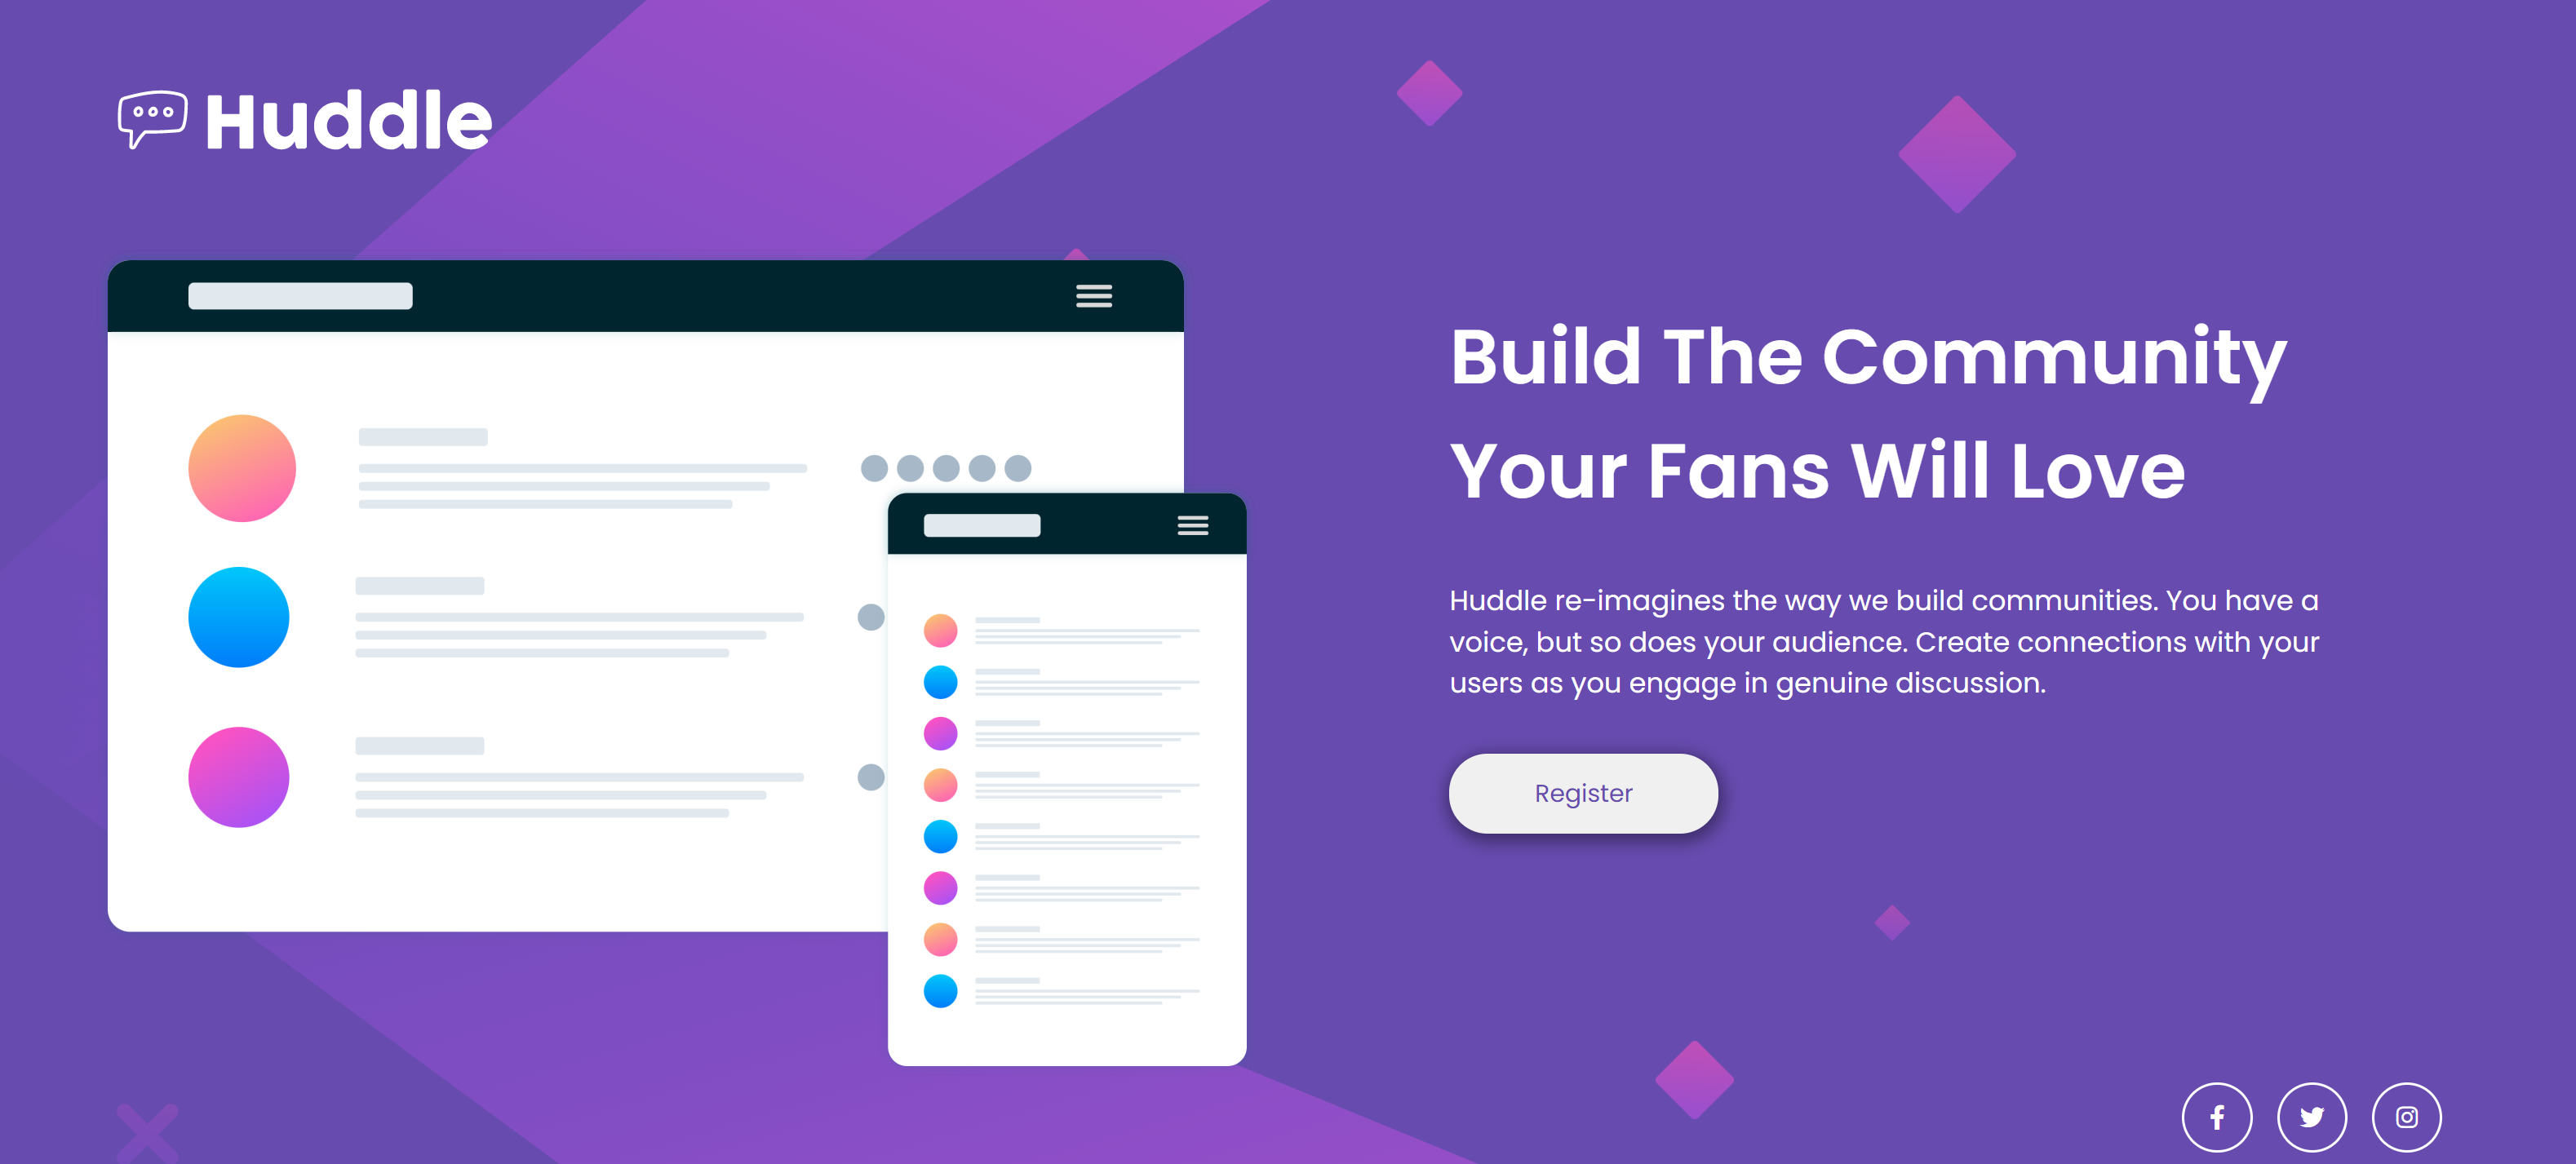 Huddle
Build The Community
Your Fans Will Love
Huddle re-imagines the way we build communities. You have a
voice, but so does your audience. Create connections with your
users as you engage in genuine discussion.
Register